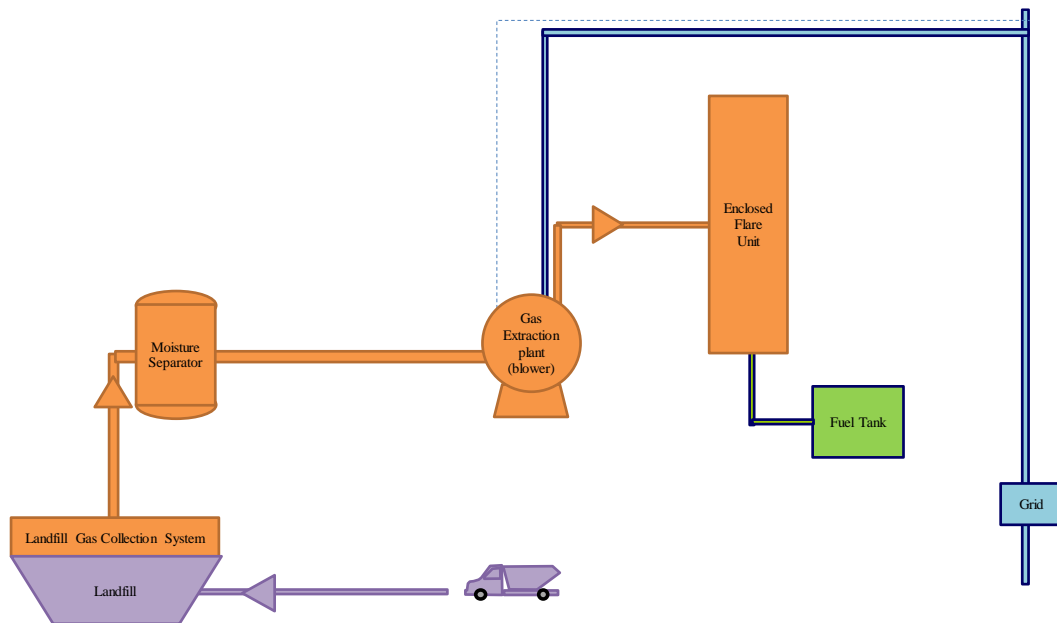 Enclosed
Flare
Unit
Gas
Extraction
plant
(blower)
Moisture
Separator
Fuel Tank
Grid
Landfill Gas Collection System
Landfill